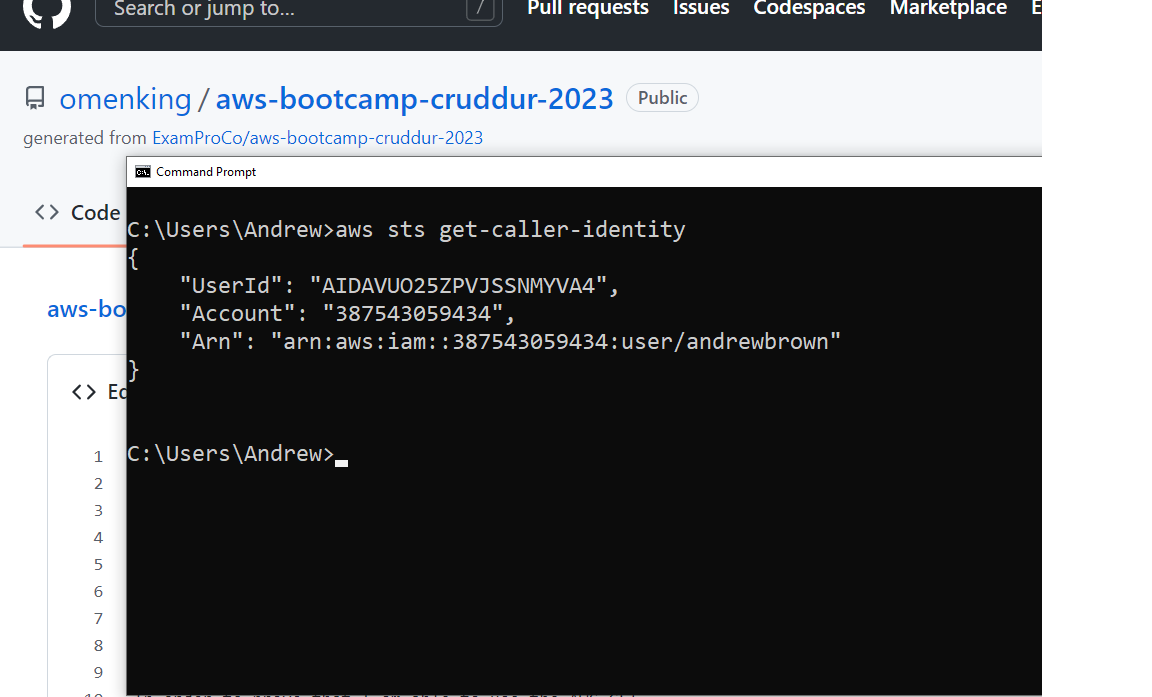 Search or jump to... / Pull requests Issues Codespaces Marketplace E
omenking / aws-bootcamp-cruddur-2023 Public
generated from ExamProCo/aws-bootcamp-cruddur-2023
Command Prompt
<> Code
C:\Users\Andrew>aws sts get-caller-identity
{
"UserId": "AIDAVUO25ZPVJSSNMYVA4",
"Account": "387543059434",
"Arn": "arn:aws:iam::387543059434:user/andrewbrown"
}
aws-bo
<> Ed
C:\Users\Andrew>
1
2
3
4
5
6
7
8
9